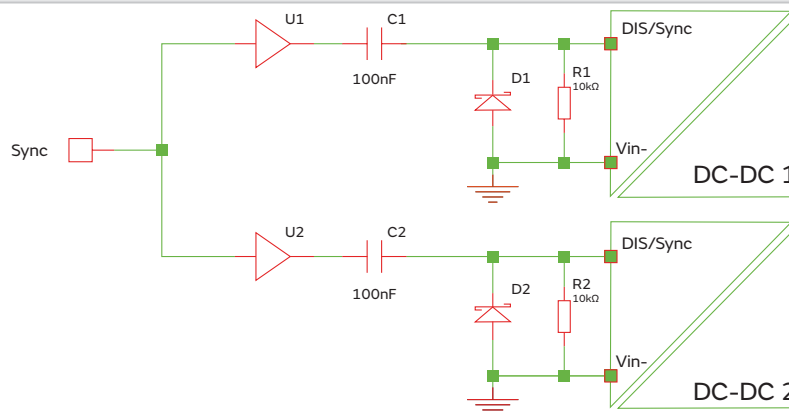 U1
C1
DIS/Sync
100nF
D1
R1
10kΩ
Sync
Vin-
DC-DC 1
U2
C2
DIS/Sync
100nF
D2
R2
10kΩ
Vin-
DC-DC 2